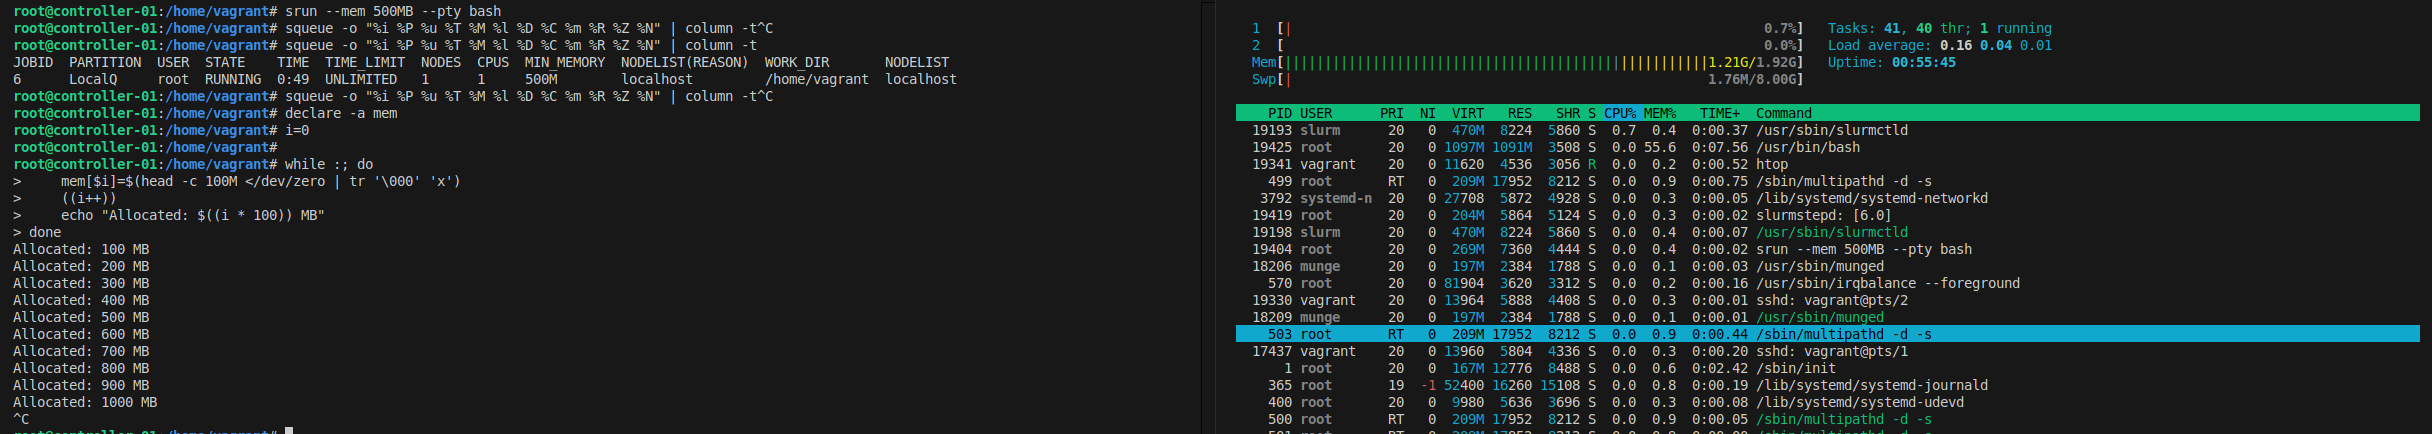 root@controller-01:/home/vagrant# srun --mem 500MB --pty bash
root@controller-01:/home/vagrant# squeue -o "%i %P %u %T %M %l %D %C %m %R %Z %N" | column -t^C
root@controller-01:/home/vagrant# squeue -o "%i %P %u %T %M %l %D %C %m %R %Z %N" | column -t
JOBID  PARTITION  USER  STATE    TIME  TIME_LIMIT  NODES  CPUS  MIN_MEMORY  NODELIST(REASON)  WORK_DIR       NODELIST
6      LocalQ     root  RUNNING  0:49  UNLIMITED   1      1     500M        localhost         /home/vagrant  localhost
root@controller-01:/home/vagrant# squeue -o "%i %P %u %T %M %l %D %C %m %R %Z %N" | column -t^C
root@controller-01:/home/vagrant# declare -a mem
root@controller-01:/home/vagrant# i=0
root@controller-01:/home/vagrant#
root@controller-01:/home/vagrant# while :; do
>     mem[$i]=$(head -c 100M </dev/zero | tr '\000' 'x')
>     ((i++))
>     echo "Allocated: $((i * 100)) MB"
> done
Allocated: 100 MB
Allocated: 200 MB
Allocated: 300 MB
Allocated: 400 MB
Allocated: 500 MB
Allocated: 600 MB
Allocated: 700 MB
Allocated: 800 MB
Allocated: 900 MB
Allocated: 1000 MB
^C
root@controller-01:/home/vagrant#
1  [|                    0.7%]   Tasks: 41, 40 thr; 1 running
2  [                     0.0%]   Load average: 0.16 0.04 0.01
Mem[|||||||||||||||||||||||||||||||||||||||||||||||||||||1.21G/1.92G]   Uptime: 00:55:45
Swp[|                    1.76M/8.00G]
PID USER      PRI  NI  VIRT   RES   SHR S CPU% MEM%   TIME+  Command
19193 slurm      20   0  470M  8224  5860 S  0.7  0.4  0:00.37 /usr/sbin/slurmctld
19425 root       20   0 1097M 1091M  3508 S  0.0 55.6  0:07.56 /usr/bin/bash
19341 vagrant    20   0 11620  4536  3056 R  0.0  0.2  0:00.52 htop
499 root       RT   0  209M 17952  8212 S  0.0  0.9  0:00.75 /sbin/multipathd -d -s
3792 systemd-n  20   0 27708  5872  4928 S  0.0  0.3  0:00.05 /lib/systemd/systemd-networkd
19419 root       20   0  204M  5864  5124 S  0.0  0.3  0:00.02 slurmstepd: [6.0]
19198 slurm      20   0  470M  8224  5860 S  0.0  0.4  0:00.07 /usr/sbin/slurmctld
19404 root       20   0  269M  7360  4444 S  0.0  0.4  0:00.02 srun --mem 500MB --pty bash
18206 munge      20   0  197M  2384  1788 S  0.0  0.1  0:00.03 /usr/sbin/munged
570 root       20   0 81904  3620  3312 S  0.0  0.2  0:00.16 /usr/sbin/irqbalance --foreground
19330 vagrant    20   0 13964  5888  4408 S  0.0  0.3  0:00.01 sshd: vagrant@pts/2
18209 munge      20   0  197M  2384  1788 S  0.0  0.1  0:00.01 /usr/sbin/munged
503 root       RT   0  209M 17952  8212 S  0.0  0.9  0:00.44 /sbin/multipathd -d -s
17437 vagrant    20   0 13960  5804  4336 S  0.0  0.3  0:00.20 sshd: vagrant@pts/1
1 root       20   0  167M 12776  8488 S  0.0  0.6  0:02.42 /sbin/init
365 root       19  -1 52400 16260 15108 S  0.0  0.8  0:00.19 /lib/systemd/systemd-journald
400 root       20   0  9980  5636  3696 S  0.0  0.3  0:00.08 /lib/systemd/systemd-udevd
500 root       RT   0  209M 17952  8212 S  0.0  0.9  0:00.05 /sbin/multipathd -d -s